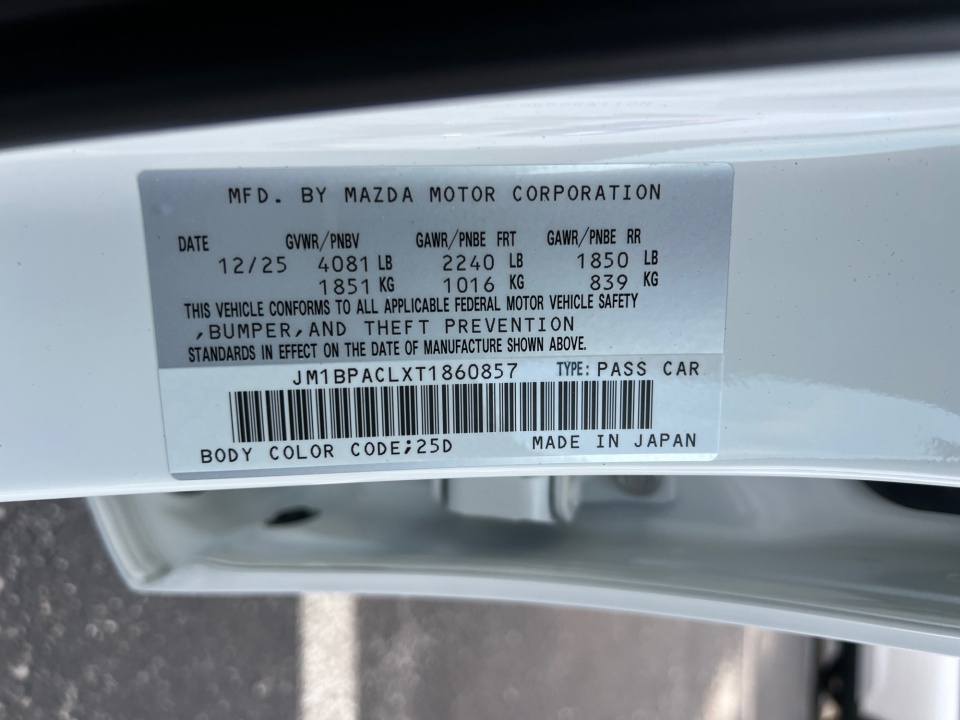 MFD. BY MAZDA MOTOR CORPORATION
DATE GVWR/PNBV GAWR/PNBE FRT GAWR/PNBE RR
12/25 4081 LB 2240 LB 1850 LB
1851 KG 1016 KG 839 KG
THIS VEHICLE CONFORMS TO ALL APPLICABLE FEDERAL MOTOR VEHICLE SAFETY
,BUMPER,AND THEFT PREVENTION
STANDARDS IN EFFECT ON THE DATE OF MANUFACTURE SHOWN ABOVE.
JM1BPACLXT1860857 TYPE: PASS CAR
BODY COLOR CODE;25D MADE IN JAPAN